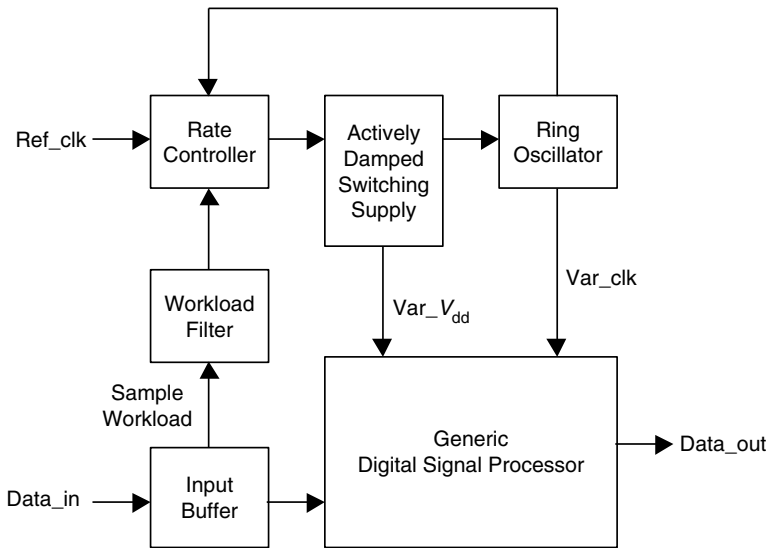 Ref_clk
Rate
Controller
Actively
Damped
Switching
Supply
Ring
Oscillator
Workload
Filter
Var_Vdd
Var_clk
Sample
Workload
Data_in
Input
Buffer
Generic
Digital Signal Processor
Data_out